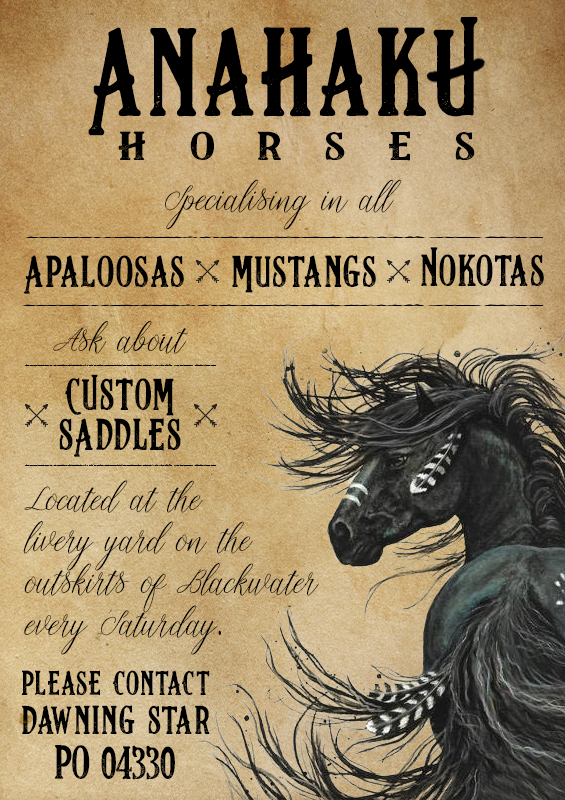 ANAHAKU
HORSES
Specialising in all
APALOOSAS MUSTANGS NOKOTAS
Ask about
CUSTOM
SADDLES
Located at the
livery yard on the
outskirts of Blackwater
every Saturday.
PLEASE CONTACT
DAWNING STAR
PO 04330